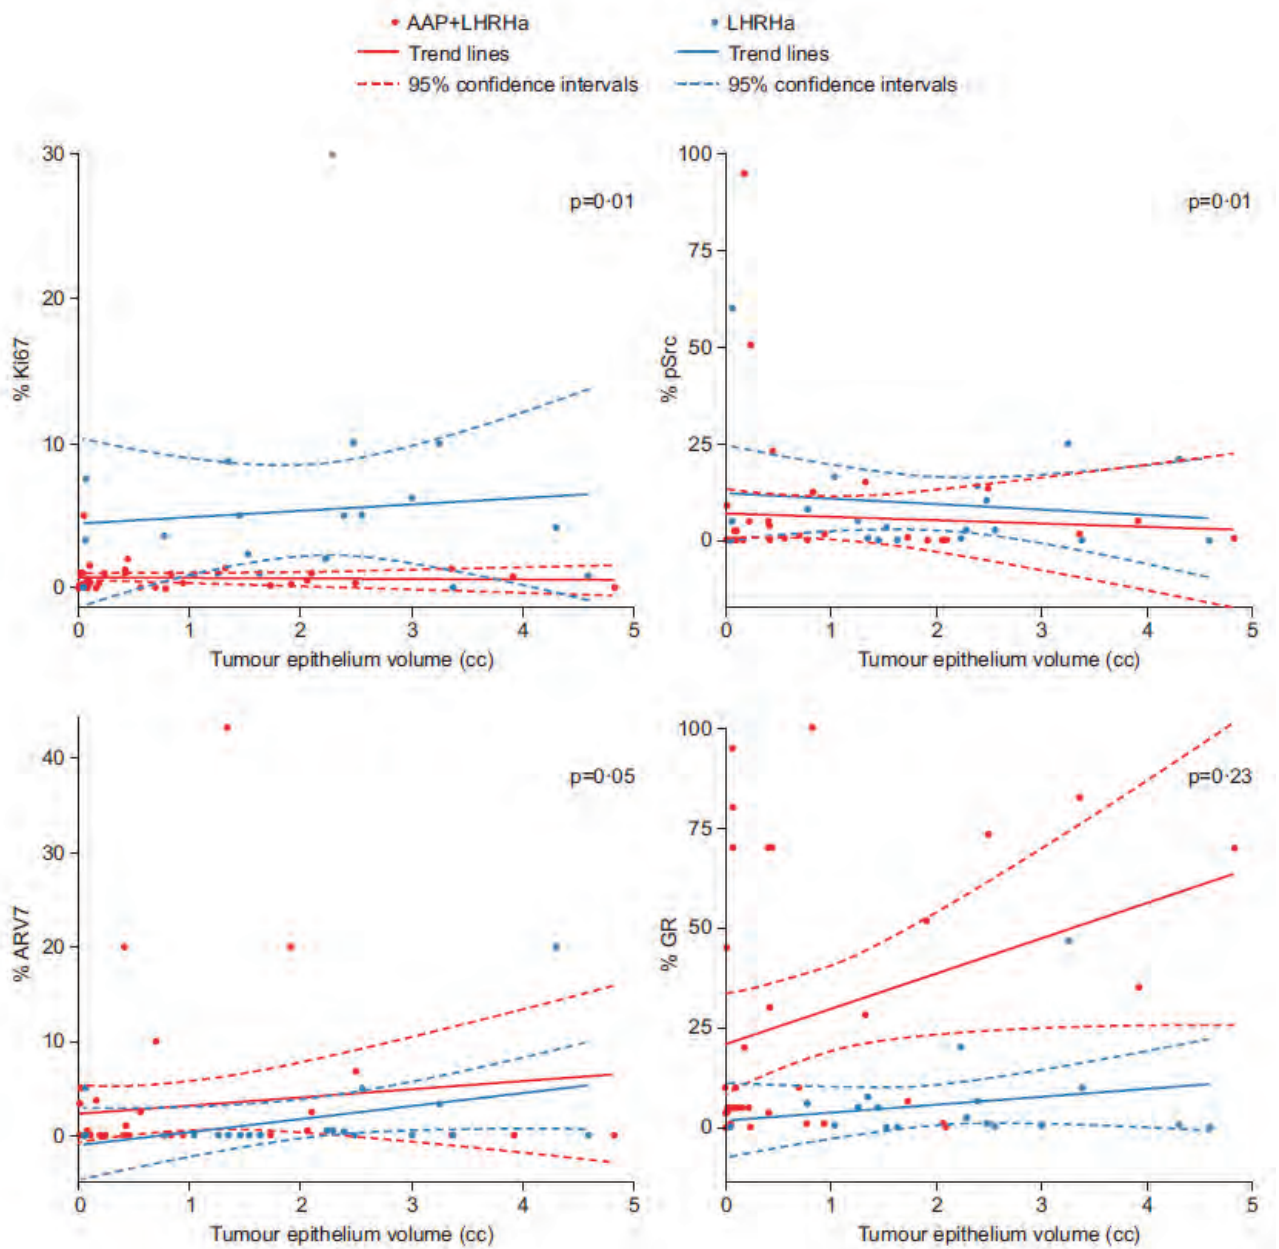 AAP+LHRHa
Trend lines
95% confidence intervals
LHRHa
Trend lines
95% confidence intervals
30
20
10
0
% Ki67
p=0·01
0 1 2 3 4 5
Tumour epithelium volume (cc)
100
75
50
25
0
% pSrc
p=0·01
0 1 2 3 4 5
Tumour epithelium volume (cc)
40
30
20
10
0
% ARV7
p=0·05
0 1 2 3 4 5
Tumour epithelium volume (cc)
100
75
50
25
0
% GR
p=0·23
0 1 2 3 4 5
Tumour epithelium volume (cc)